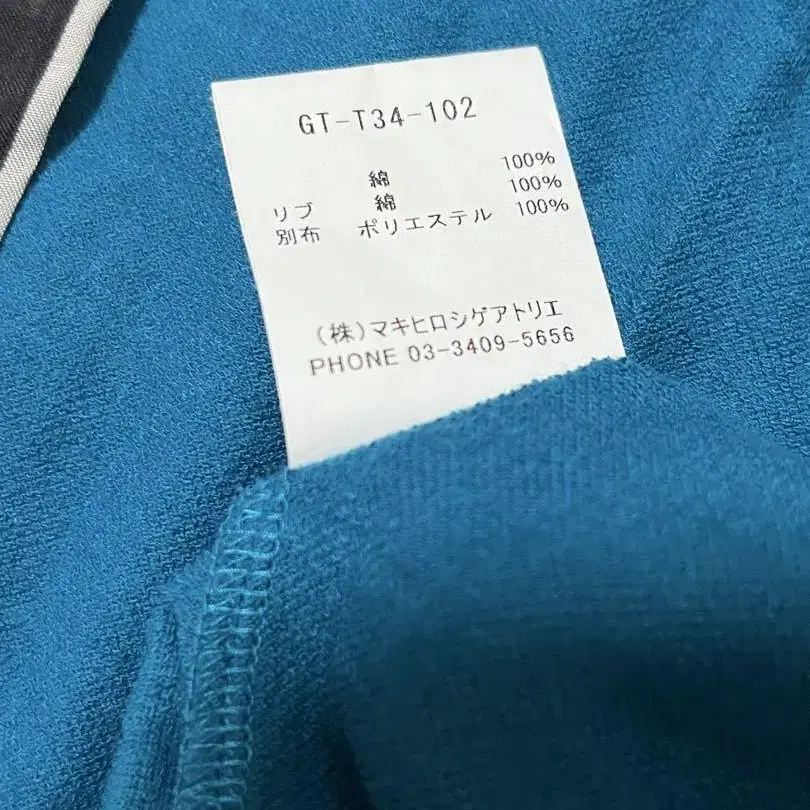 GT-T34-102
綿 100%
リブ 綿 100%
別布 ポリエステル 100%
(株)マキヒロシゲアトリエ
PHONE 03-3409-5656